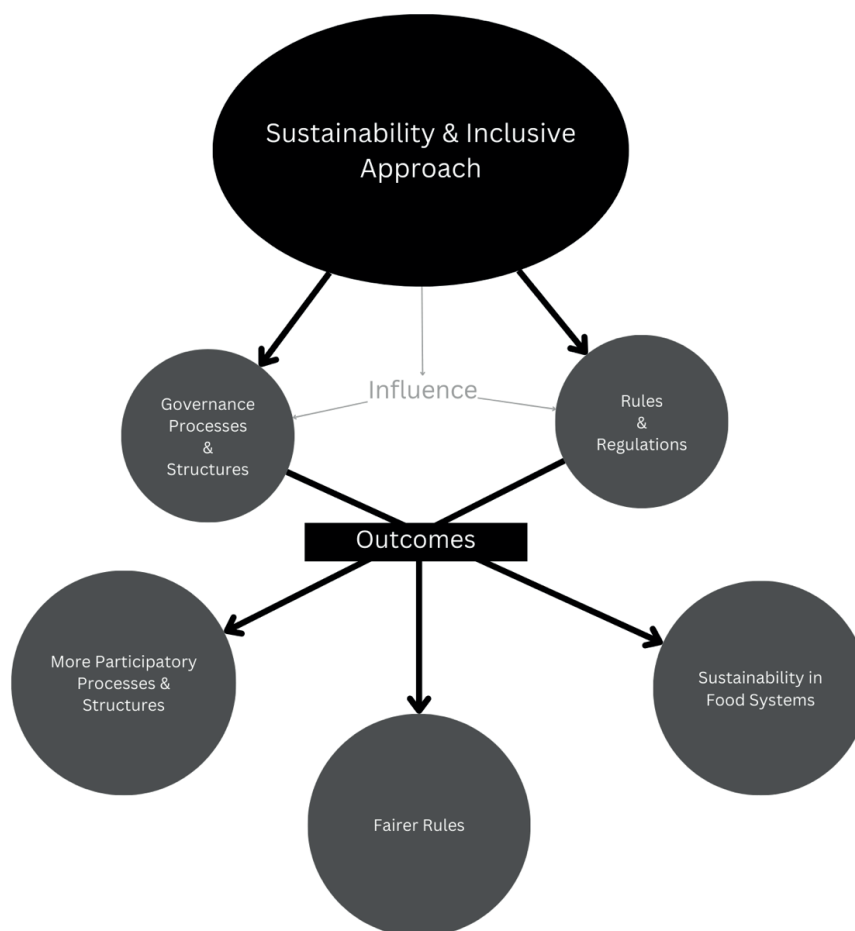 Sustainability & Inclusive
Approach
Influence
Governance
Processes
&
Structures
Rules
&
Regulations
Outcomes
More Participatory
Processes &
Structures
Sustainability in
Food Systems
Fairer Rules